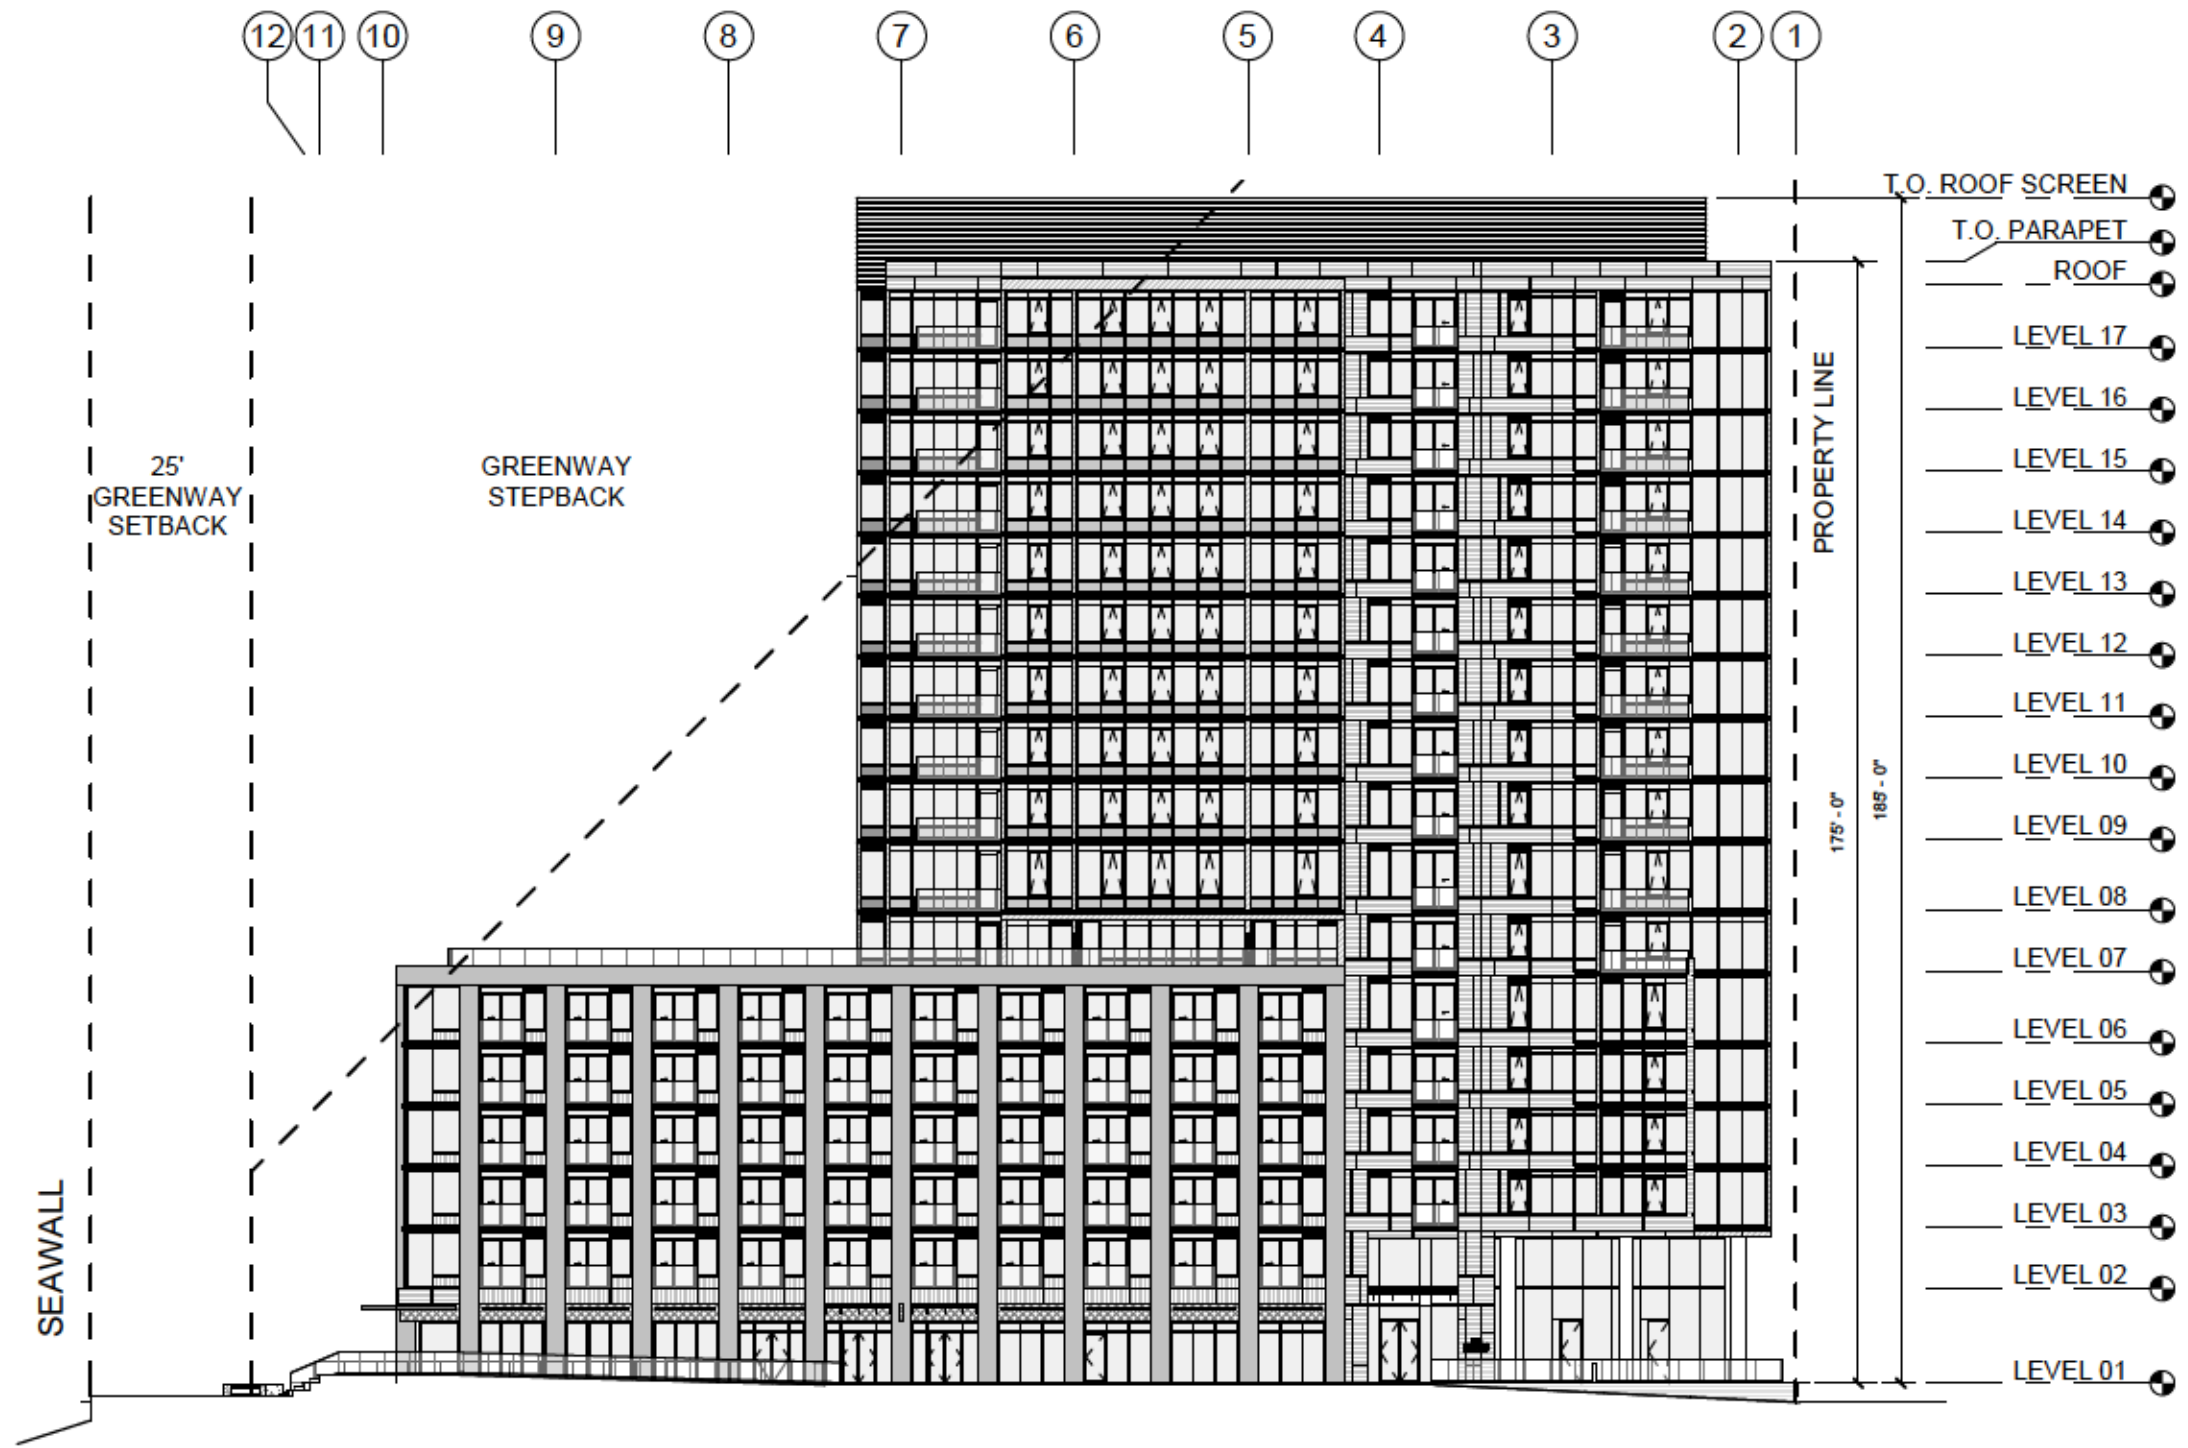 12
11
10
9
8
7
6
5
4
3
2
1
T.O. ROOF SCREEN
T.O. PARAPET
ROOF
LEVEL 17
LEVEL 16
LEVEL 15
LEVEL 14
LEVEL 13
LEVEL 12
LEVEL 11
LEVEL 10
LEVEL 09
LEVEL 08
LEVEL 07
LEVEL 06
LEVEL 05
LEVEL 04
LEVEL 03
LEVEL 02
LEVEL 01
25'
GREENWAY
SETBACK
GREENWAY
STEPBACK
PROPERTY LINE
175' - 0"
185' - 0"
SEAWALL